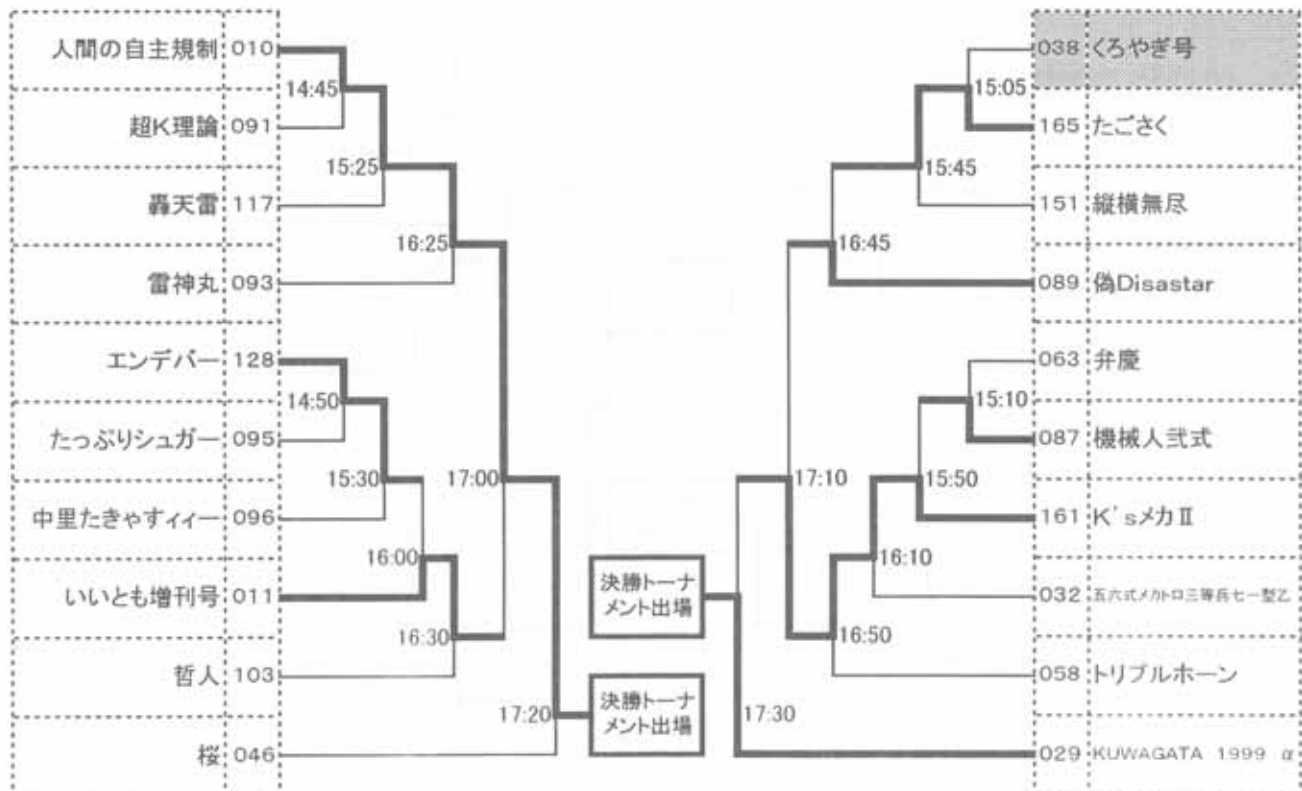 人間の自主規制 010
14:45
超K理論 091
15:25
轟天雷 117
16:25
雷神丸 093
エンデバー 128
14:50
たっぷりシュガー 095
15:30
17:00
中里たきゃすィィー 096
16:00
いいとも増刊号 011
16:30
哲人 103
17:20
桜 046
決勝トーナ
メント出場
決勝トーナ
メント出場
038 くろやぎ号
15:05
165 たごさく
15:45
151 縦横無尽
16:45
089 偽Disastar
063 弁慶
15:10
087 機械人弐式
17:10
15:50
161 K'sメカⅡ
16:10
032 五六式メカトロ三等兵七一型乙
16:50
058 トリプルホーン
17:30
029 KUWAGATA 1999 α